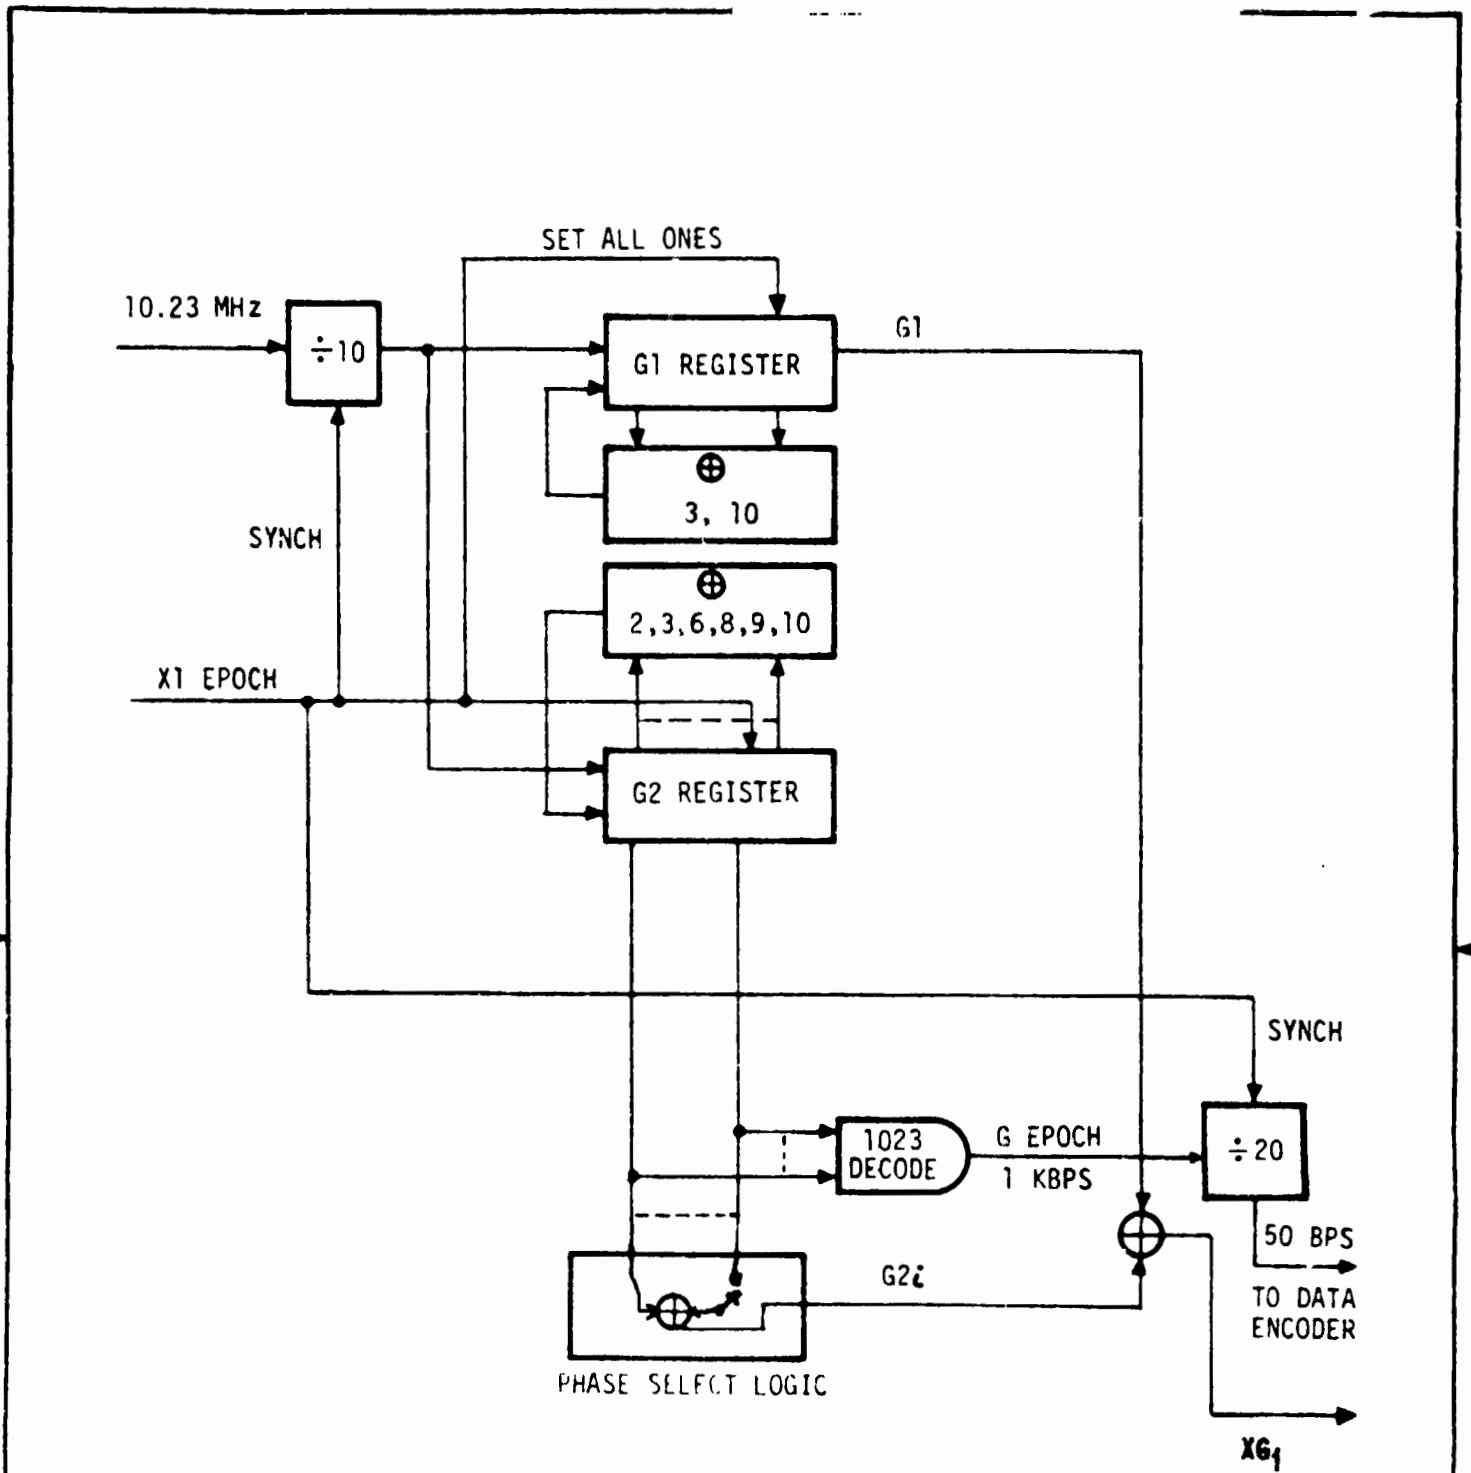 SET ALL ONES
10.23 MHz
÷10
G1 REGISTER
G1
⊕
3, 10
SYNCH
⊕
2,3,6,8,9,10
X1 EPOCH
G2 REGISTER
SYNCH
1023
DECODE
G EPOCH
1 KBPS
÷20
50 BPS
TO DATA
ENCODER
G2i
PHASE SELECT LOGIC
XG1